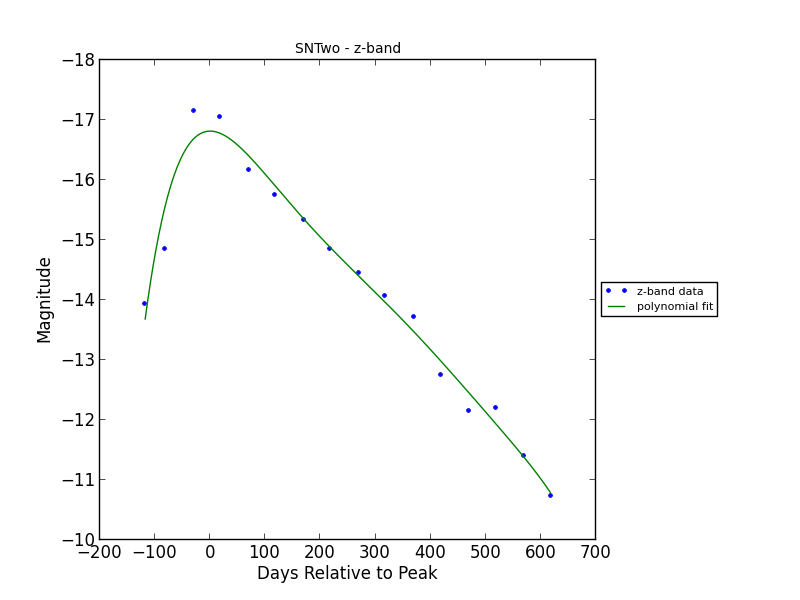 SNTwo - z-band
−18
−17
−16
−15
−14
−13
−12
−11
−10
Magnitude
z-band data
polynomial fit
−200 −100 0 100 200 300 400 500 600 700
Days Relative to Peak